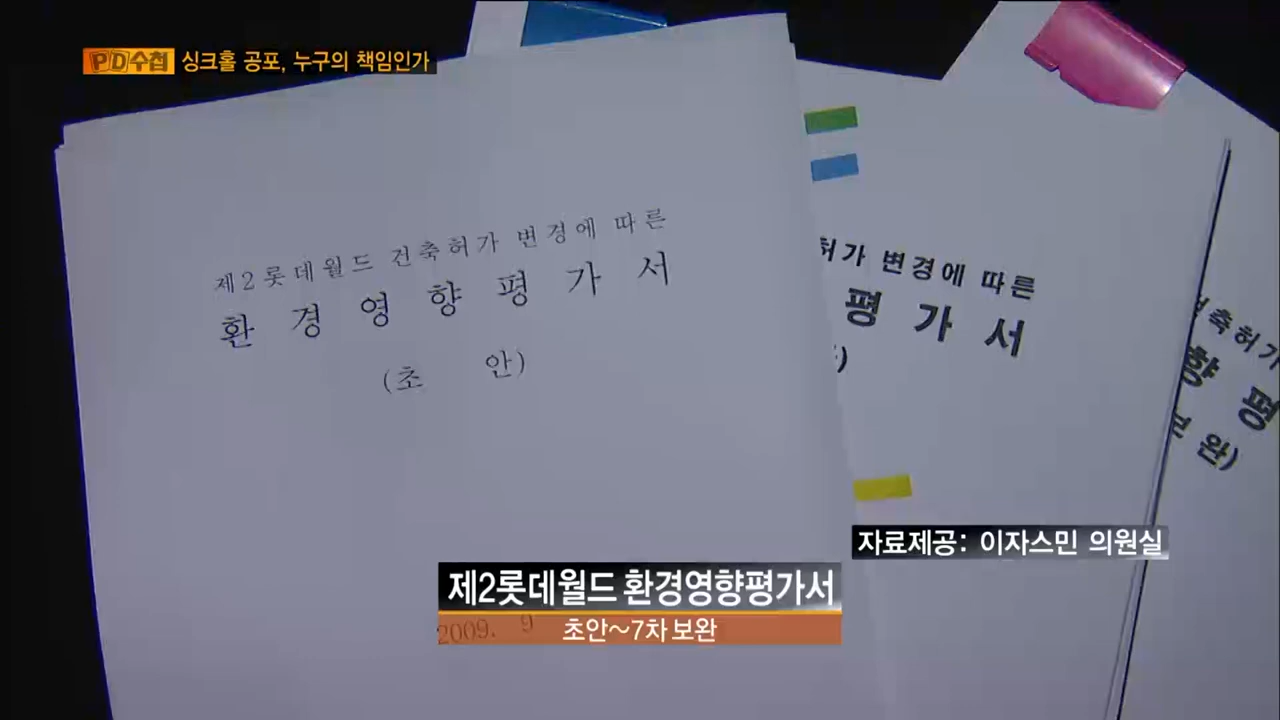 PD수첩 싱크홀 공포, 누구의 책임인가
제2롯데월드 건축허가 변경에 따른
환 경 영 향 평 가 서
(초 안)
허가 변경에 따른
평 가 서
건축허가
향 평
보 완)
자료제공: 이자스민 의원실
제2롯데월드 환경영향평가서
2009. 9
초안~7차 보완